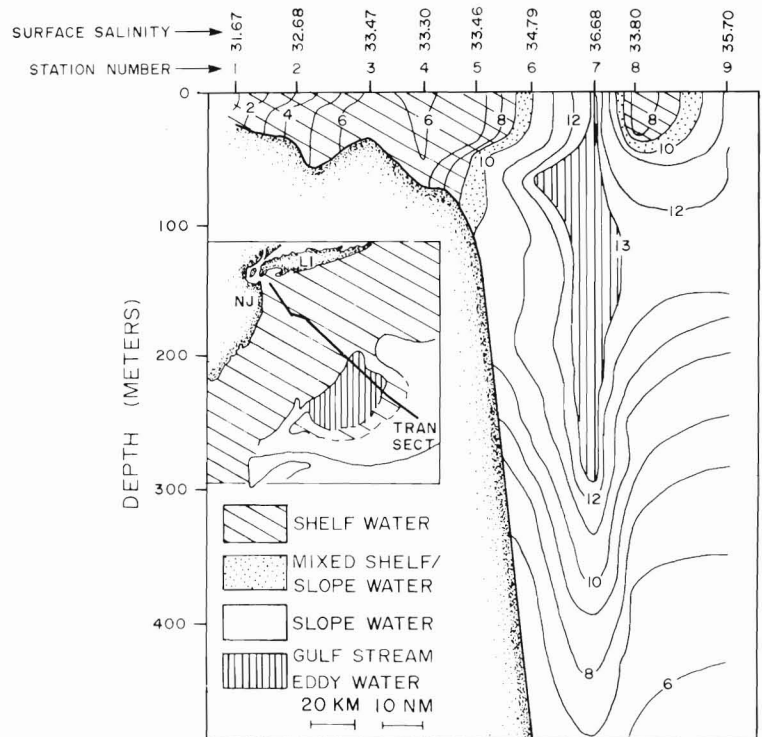 SURFACE SALINITY → 31.67 32.68 33.47 33.30 33.46 34.79 36.68 33.80 35.70
STATION NUMBER → 1 2 3 4 5 6 7 8 9
0
2 4 6 6 8 12 8
10 10
12
100
13
NJ LI
200
TRAN
SECT
DEPTH (METERS)
300
12
SHELF WATER
10
MIXED SHELF/
SLOPE WATER
400
SLOPE WATER
8 6
GULF STREAM
EDDY WATER
20 KM 10 NM